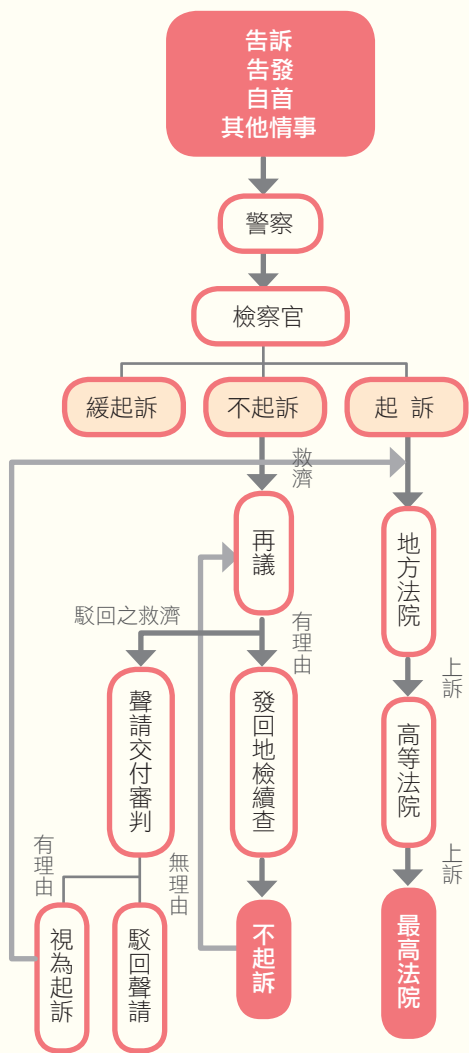 告訴
告發
自首
其他情事
警察
檢察官
緩起訴
不起訴
起 訴
救濟
再議
地方法院
駁回之救濟
有理由
上訴
聲請交付審判
發回地檢續查
高等法院
有理由
無理由
上訴
視為起訴
駁回聲請
不起訴
最高法院